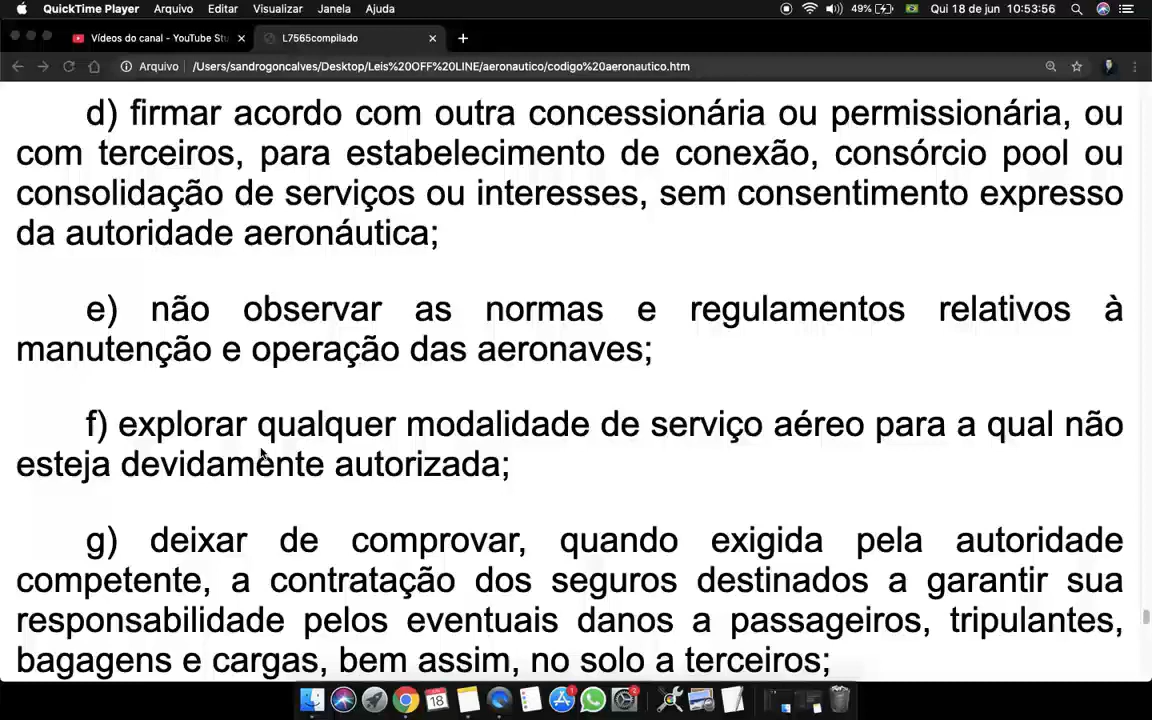 QuickTime Player Arquivo Editar Visualizar Janela Ajuda 49% Qui 18 de jun 10:53:56
Vídeos do canal - YouTube Stu L7565compilado
Arquivo /Users/sandrogoncalves/Desktop/Leis%20OFF%20LINE/aeronautico/codigo%20aeronautico.htm
d) firmar acordo com outra concessionária ou permissionária, ou
com terceiros, para estabelecimento de conexão, consórcio pool ou
consolidação de serviços ou interesses, sem consentimento expresso
da autoridade aeronáutica;
e) não observar as normas e regulamentos relativos à
manutenção e operação das aeronaves;
f) explorar qualquer modalidade de serviço aéreo para a qual não
esteja devidamente autorizada;
g) deixar de comprovar, quando exigida pela autoridade
competente, a contratação dos seguros destinados a garantir sua
responsabilidade pelos eventuais danos a passageiros, tripulantes,
bagagens e cargas, bem assim, no solo a terceiros;
18